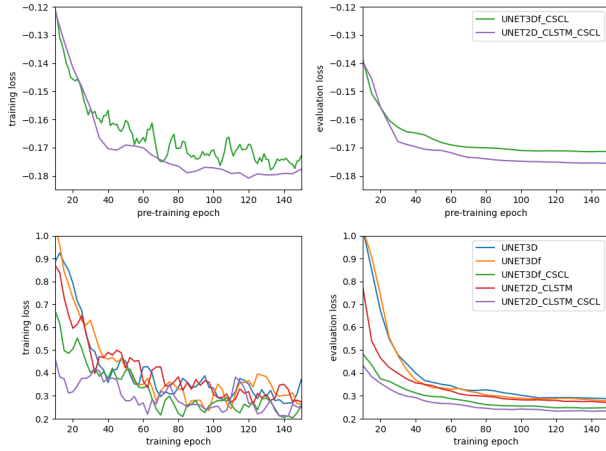 −0.12
−0.13
−0.14
−0.15
−0.16
−0.17
−0.18
training loss
20 40 60 80 100 120 140
pre-training epoch
−0.12
−0.13
−0.14
−0.15
−0.16
−0.17
−0.18
evaluation loss
UNET3Df_CSCL
UNET2D_CLSTM_CSCL
20 40 60 80 100 120 140
pre-training epoch
1.0
0.9
0.8
0.7
0.6
0.5
0.4
0.3
0.2
training loss
20 40 60 80 100 120 140
training epoch
1.0
0.9
0.8
0.7
0.6
0.5
0.4
0.3
0.2
evaluation loss
UNET3D
UNET3Df
UNET3Df_CSCL
UNET2D_CLSTM
UNET2D_CLSTM_CSCL
20 40 60 80 100 120 140
training epoch